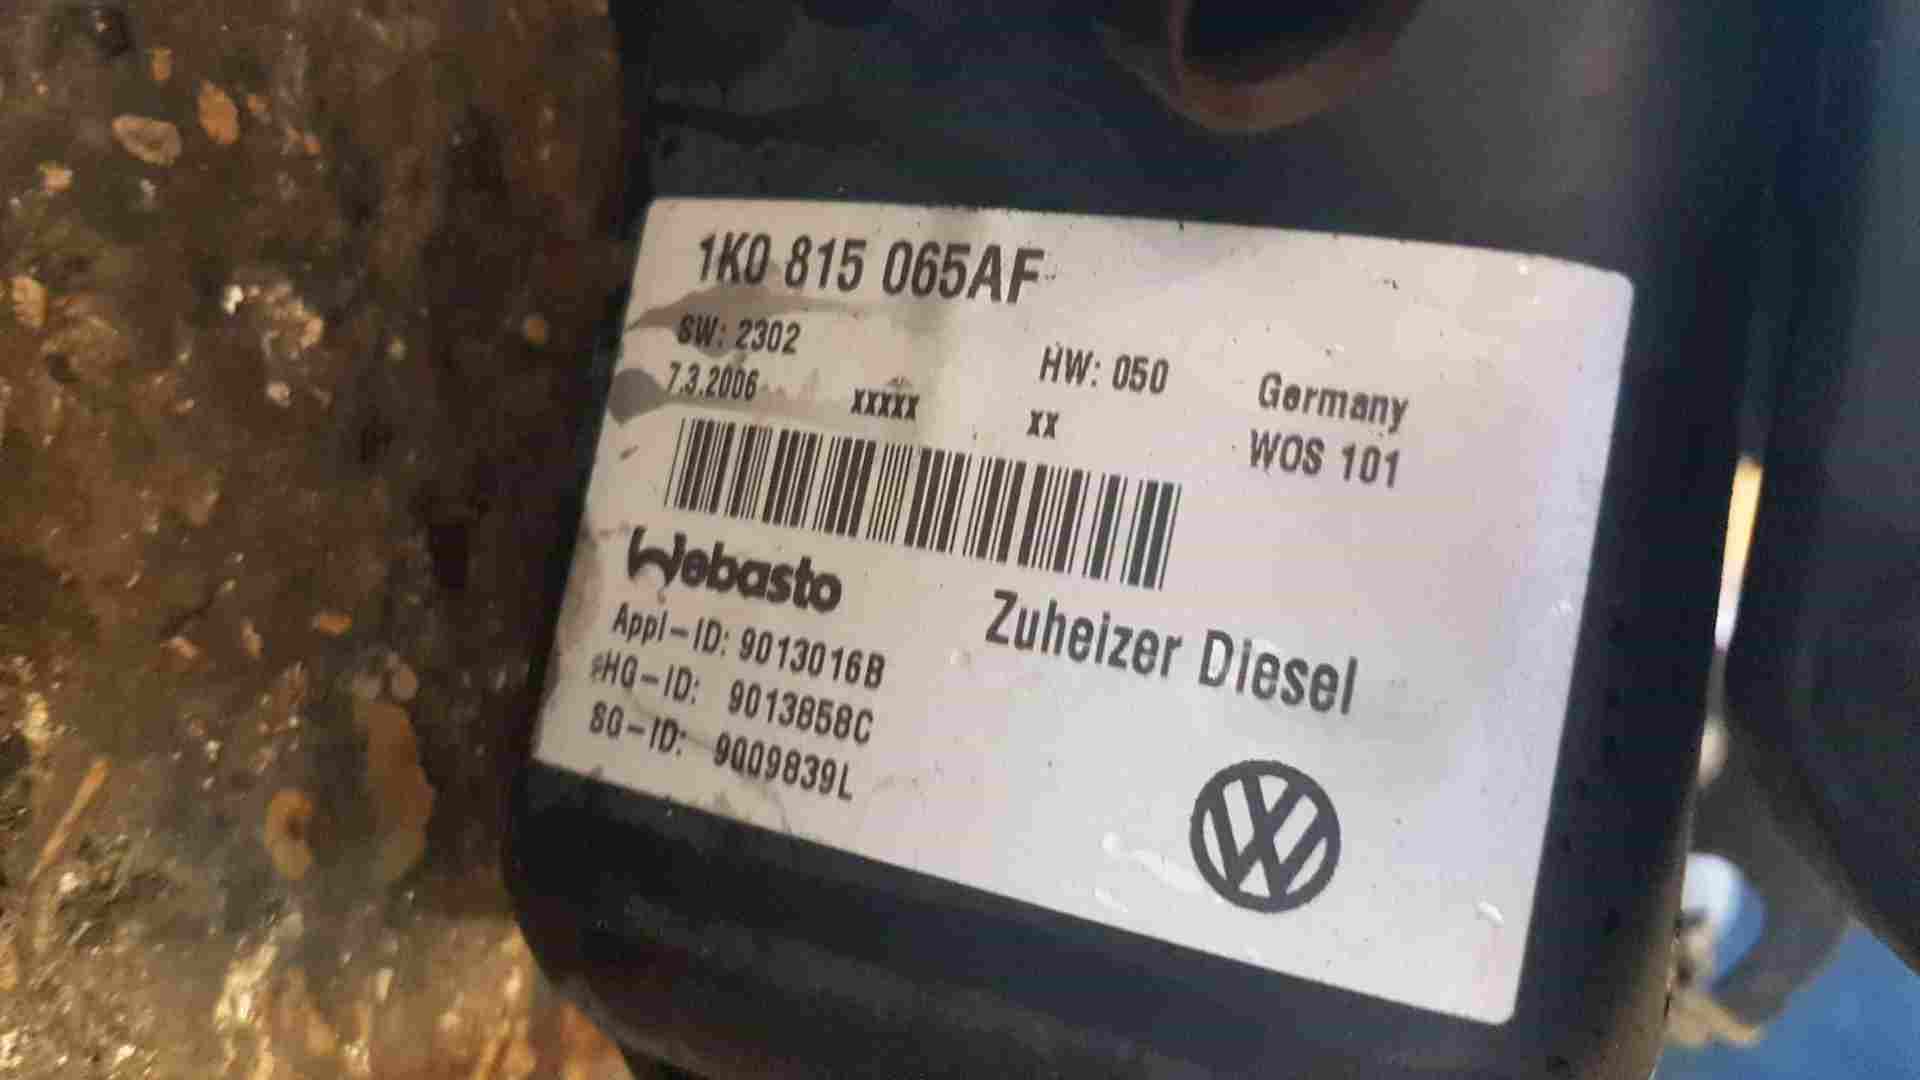 1K0 815 065AF
SW: 2302 HW: 050 Germany
7.3.2006 xxxxx xx WOS 101
Webasto
Zuheizer Diesel
Appl-ID: 9013016B
HG-ID: 9013858C
SG-ID: 9009839L
VW